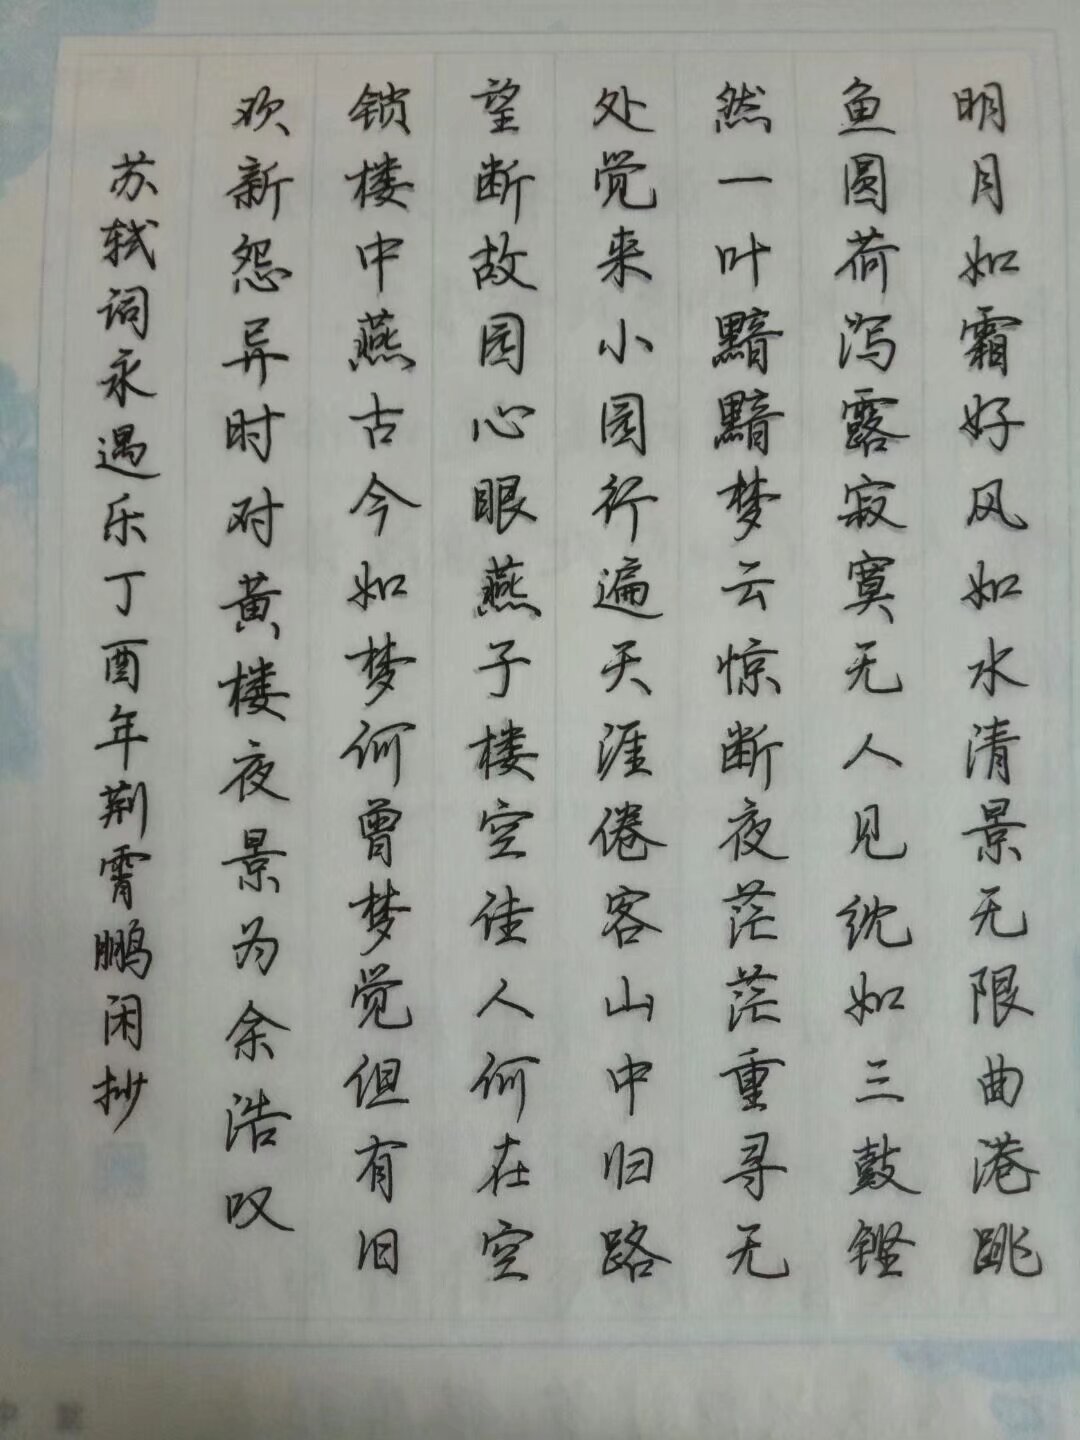 明月如霜好风如水清景无限曲港跳
鱼圆荷泻露寂寞无人见紞如三鼓铿
然一叶黯黯梦云惊断夜茫茫重寻无
处觉来小园行遍天涯倦客山中归路
望断故园心眼燕子楼空佳人何在空
锁楼中燕古今如梦何曾梦觉但有旧
欢新怨异时对黄楼夜景为余浩叹
苏轼词永遇乐丁酉年荆霄鹏闲抄